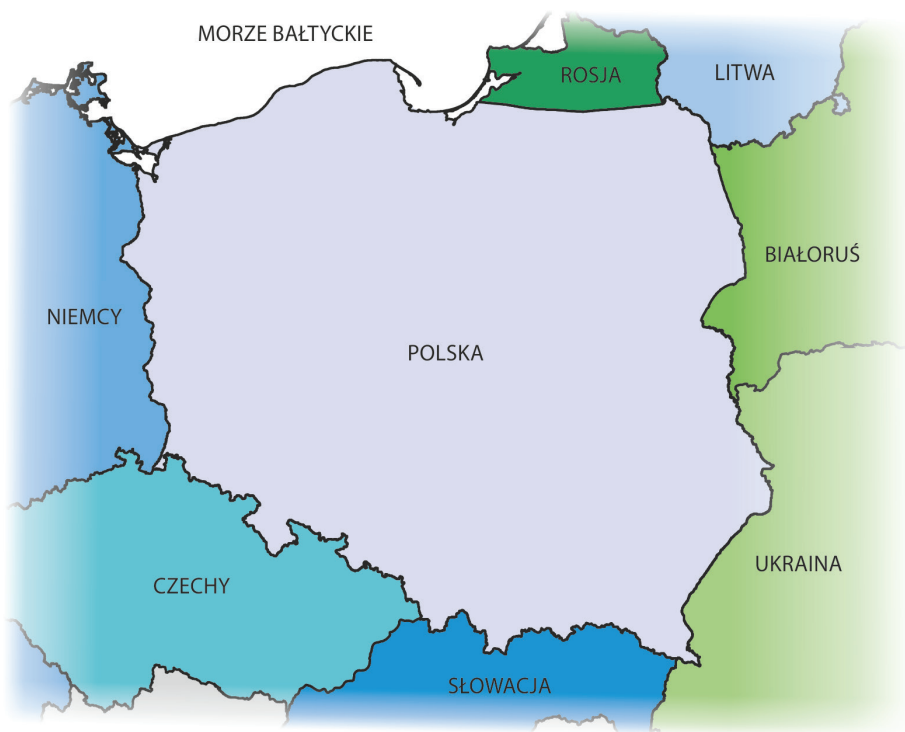 MORZE BAŁTYCKIE
ROSJA
LITWA
BIAŁORUŚ
NIEMCY
POLSKA
UKRAINA
CZECHY
SŁOWACJA